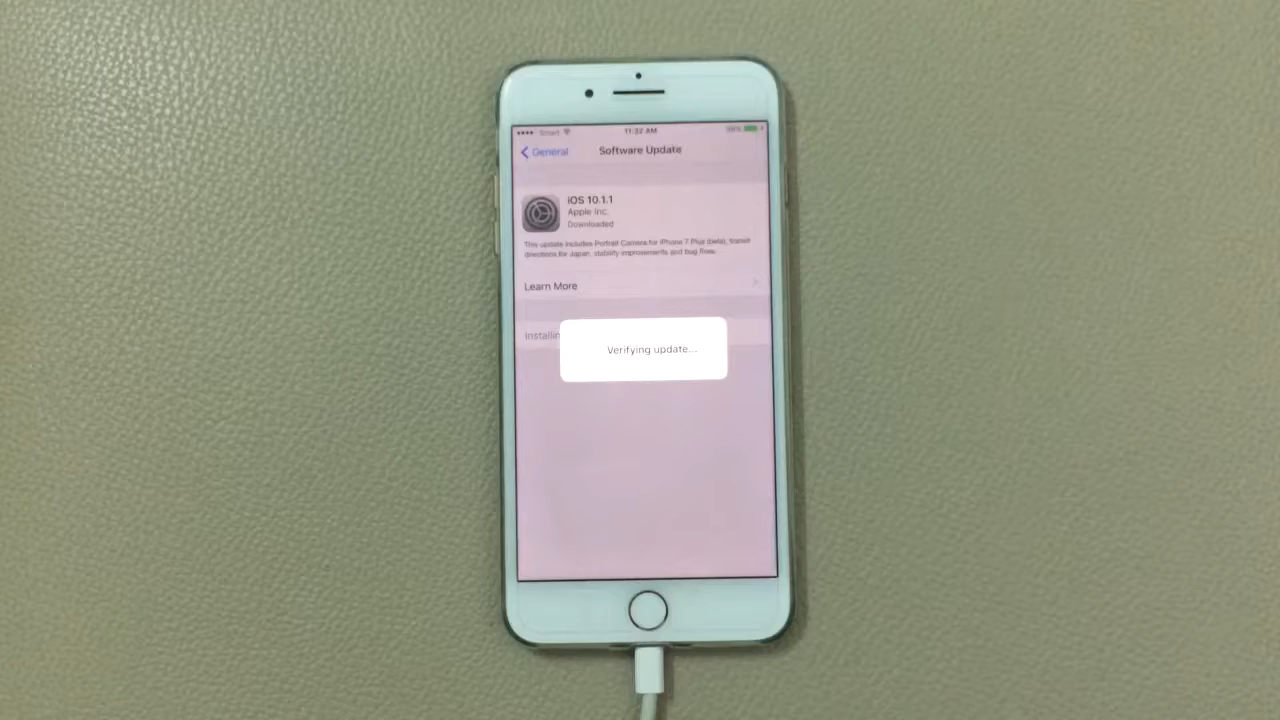 Smart 11:32 AM
General Software Update
iOS 10.1.1
Apple Inc.
Downloaded
This update includes Portrait Camera for iPhone 7 Plus (beta), transit
directions for Japan, stability improvements and bug fixes.
Learn More
Installin
Verifying update...